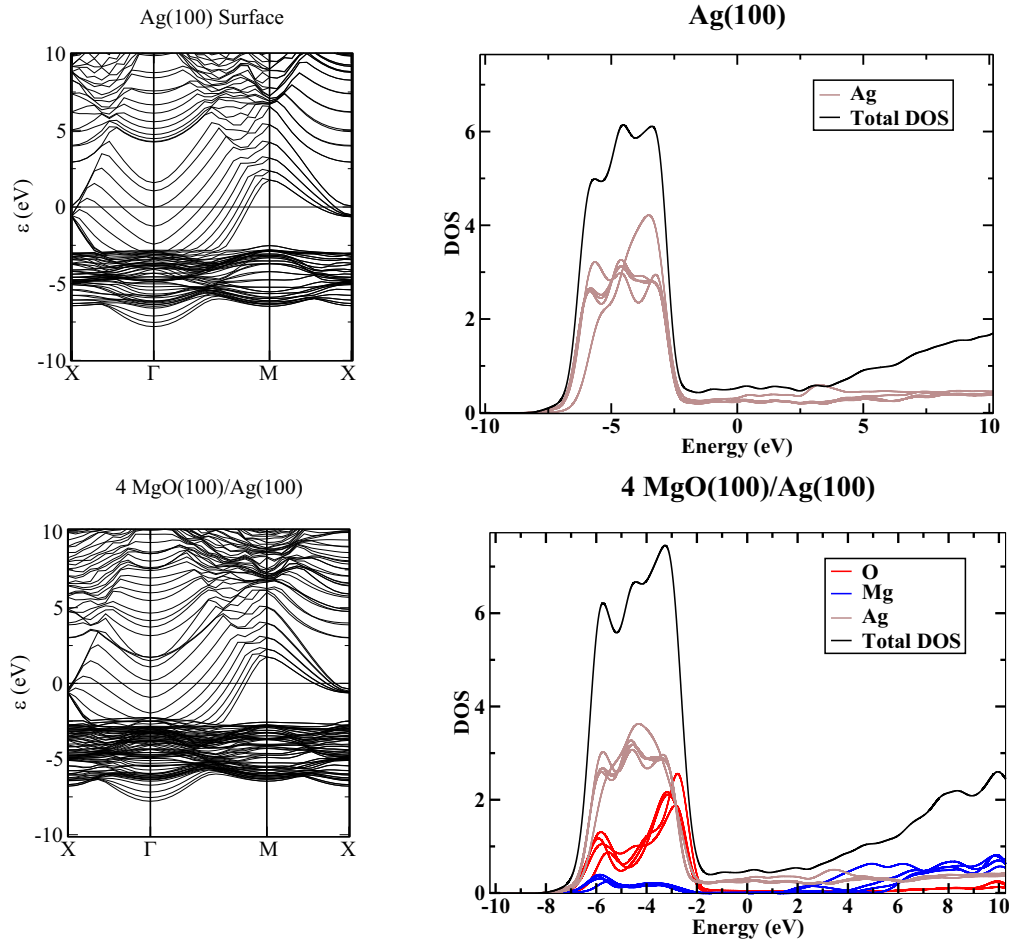 Ag(100) Surface
10
5
0
-5
-10
ε (eV)
X Γ M X
Ag(100)
Ag
Total DOS
6
4
2
0
DOS
-10 -5 0 5 10
Energy (eV)
4 MgO(100)/Ag(100)
10
5
0
-5
-10
ε (eV)
X Γ M X
4 MgO(100)/Ag(100)
O
Mg
Ag
Total DOS
6
4
2
0
DOS
-10 -8 -6 -4 -2 0 2 4 6 8 10
Energy (eV)